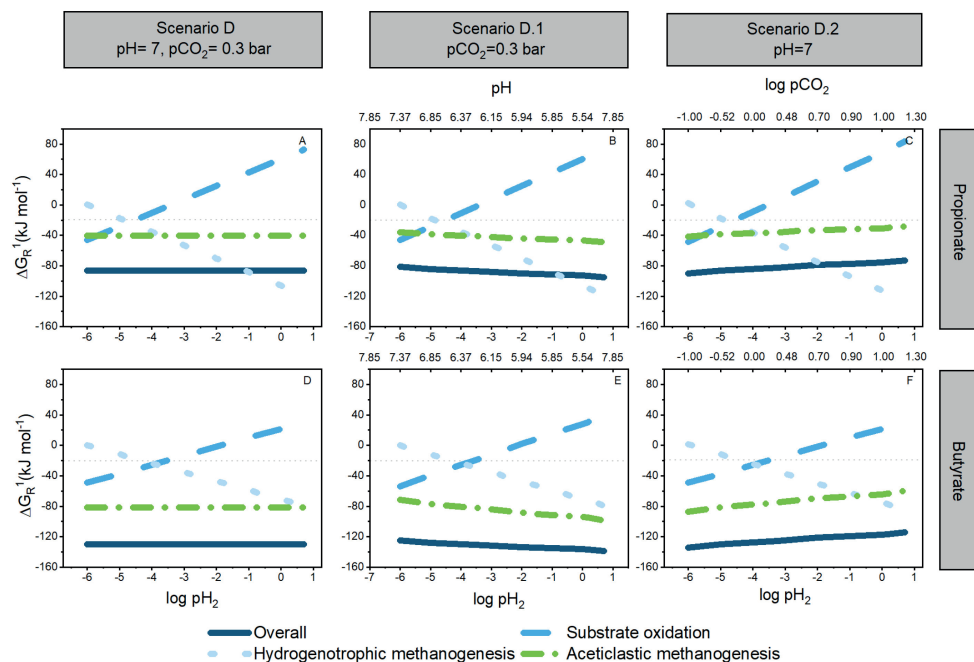 Scenario D
pH= 7, pCO₂= 0.3 bar
Scenario D.1
pCO₂=0.3 bar
Scenario D.2
pH=7
pH
log pCO₂
7.85 7.37 6.85 6.37 6.15 5.94 5.85 5.54 7.85
-1.00 -0.52 0.00 0.48 0.70 0.90 1.00 1.30
A
B
C
80
40
0
-40
-80
-120
-160
ΔG_R¹(kJ mol⁻¹)
Propionate
-6 -5 -4 -3 -2 -1 0 1
-6 -5 -4 -3 -2 -1 0 1
-6 -5 -4 -3 -2 -1 0 1
7.85 7.37 6.85 6.37 6.15 5.94 5.85 5.54 7.85
-1.00 -0.52 0.00 0.48 0.70 0.90 1.00 1.30
D
E
F
80
40
0
-40
-80
-120
-160
ΔG_R¹(kJ mol⁻¹)
Butyrate
-6 -5 -4 -3 -2 -1 0 1
-7 -6 -5 -4 -3 -2 -1 0 1
-6 -5 -4 -3 -2 -1 0 1
log pH₂
log pH₂
log pH₂
Overall
Substrate oxidation
Hydrogenotrophic methanogenesis
Aceticlastic methanogenesis